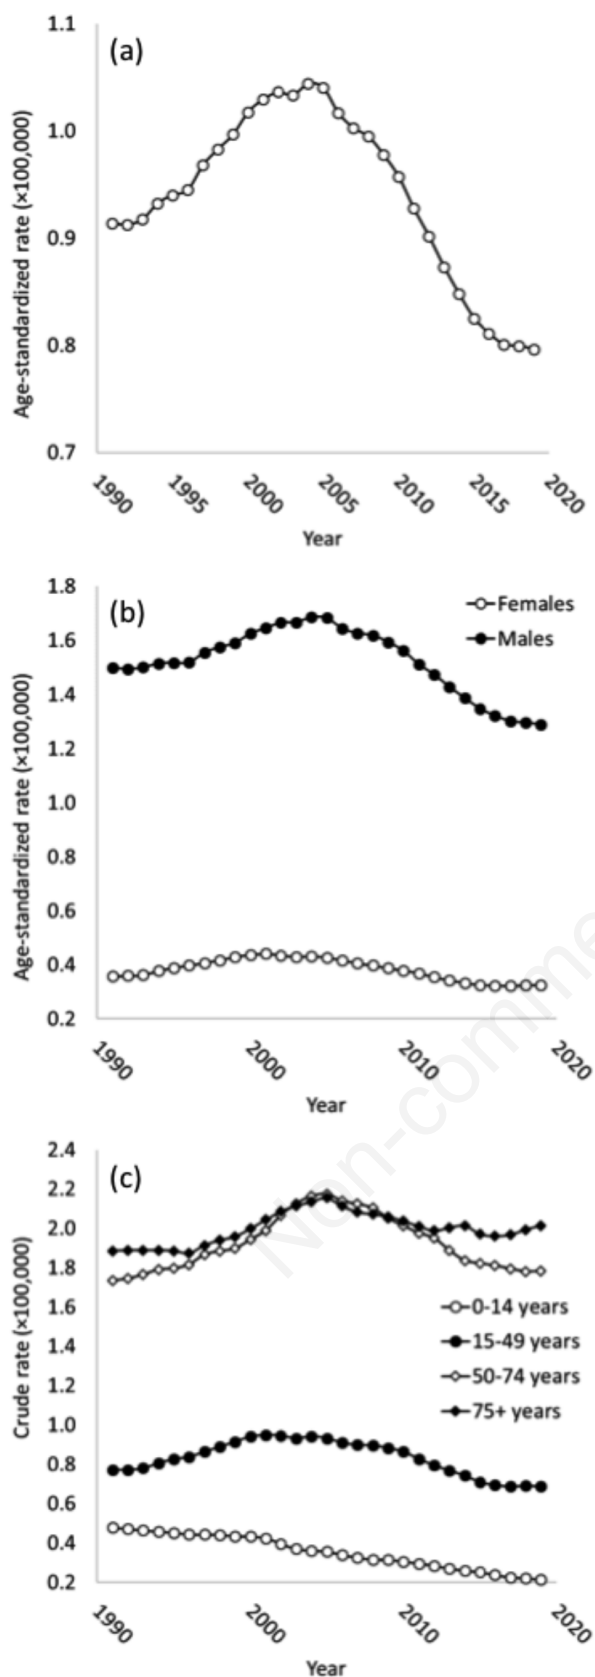 (a)
1.1
1.0
0.9
0.8
0.7
Age-standardized rate (×100,000)
1990 1995 2000 2005 2010 2015 2020
Year
(b)
1.8
1.6
1.4
1.2
1.0
0.8
0.6
0.4
0.2
Age-standardized rate (×100,000)
Females
Males
1990 2000 2010 2020
Year
(c)
2.4
2.2
2.0
1.8
1.6
1.4
1.2
1.0
0.8
0.6
0.4
0.2
Crude rate (×100,000)
0-14 years
15-49 years
50-74 years
75+ years
1990 2000 2010 2020
Year
Non-comme